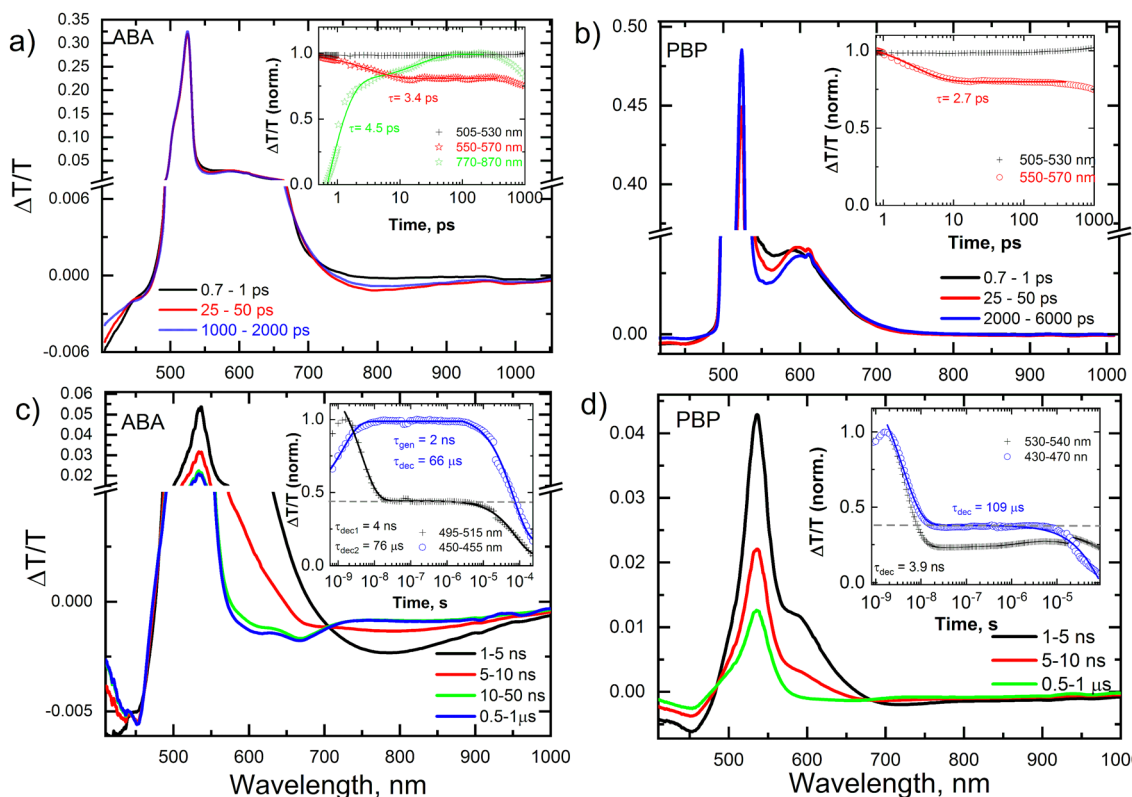 a)
ABA
0.35
0.30
0.25
0.20
0.15
0.10
0.05
0.006
0.000
-0.006
ΔT/T
400
500
600
700
800
900
1000
0.7 - 1 ps
25 - 50 ps
1000 - 2000 ps
1.0
0.5
0.0
ΔT/T (norm.)
τ= 3.4 ps
τ= 4.5 ps
505-530 nm
550-570 nm
770-870 nm
1
10
100
1000
Time, ps
b)
PBP
0.50
0.45
0.40
0.00
500
600
700
800
900
1000
0.7 - 1 ps
25 - 50 ps
2000 - 6000 ps
1.0
0.5
0.0
ΔT/T (norm.)
τ= 2.7 ps
505-530 nm
550-570 nm
1
10
100
1000
Time, ps
c)
ABA
0.06
0.05
0.04
0.03
0.02
0.000
-0.005
ΔT/T
500
600
700
800
900
1000
Wavelength, nm
1-5 ns
5-10 ns
10-50 ns
0.5-1µs
1.0
0.5
0.0
ΔT/T (norm.)
τgen = 2 ns
τdec = 66 µs
τdec1 = 4 ns
τdec2 = 76 µs
495-515 nm
450-455 nm
10⁻⁹
10⁻⁸
10⁻⁷
10⁻⁶
10⁻⁵
10⁻⁴
Time, s
d)
PBP
0.04
0.03
0.02
0.01
0.00
500
600
700
800
900
1000
Wavelength, nm
1-5 ns
5-10 ns
0.5-1 µs
1.0
0.5
0.0
ΔT/T (norm.)
530-540 nm
430-470 nn
τdec = 109 µs
τdec = 3.9 ns
10⁻⁹
10⁻⁸
10⁻⁷
10⁻⁶
10⁻⁵
Time, s